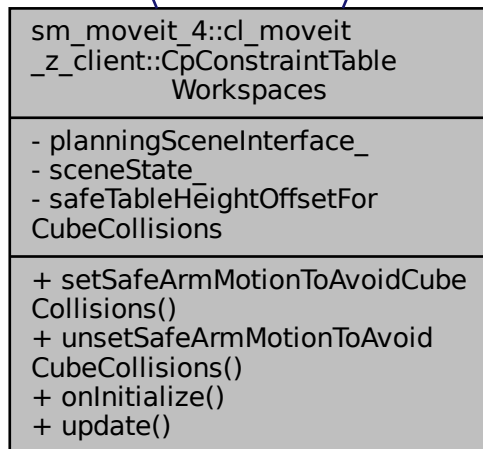 sm_moveit_4::cl_moveit
_z_client::CpConstraintTable
Workspaces
- planningSceneInterface_
- sceneState_
- safeTableHeightOffsetFor
CubeCollisions
+ setSafeArmMotionToAvoidCube
Collisions()
+ unsetSafeArmMotionToAvoid
CubeCollisions()
+ onInitialize()
+ update()